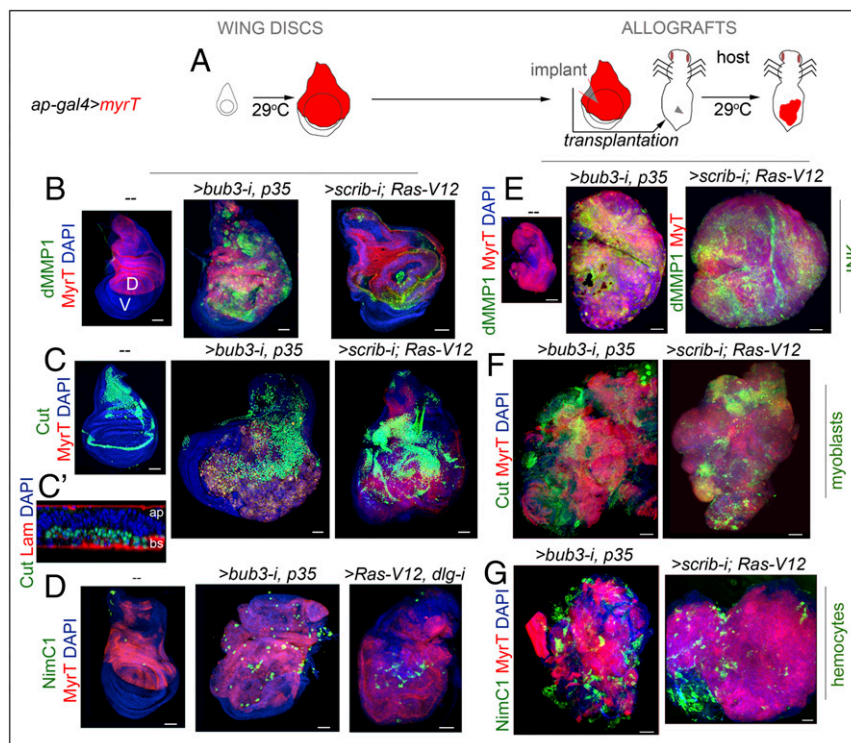 WING DISCS
ALLOGRAFTS
A
implant
host
ap-gal4>myrT
29°C
29°C
transplantation
B
--
>bub3-i, p35
>scrib-i; Ras-V12
dMMP1
MyrT DAPI
D
V
E
--
>bub3-i, p35
>scrib-i; Ras-V12
dMMP1 MyrT DAPI
dMMP1 MyT
JNK
C
--
>bub3-i, p35
>scrib-i; Ras-V12
Cut
MyrT DAPI
C'
Cut Lam DAPI
ap
bs
F
>bub3-i, p35
>scrib-i; Ras-V12
Cut MyrT DAPI
myoblasts
D
--
>bub3-i, p35
>Ras-V12, dlg-i
NimC1
MyrT DAPI
G
>bub3-i, p35
>scrib-i; Ras-V12
NimC1 MyrT DAPI
hemocytes